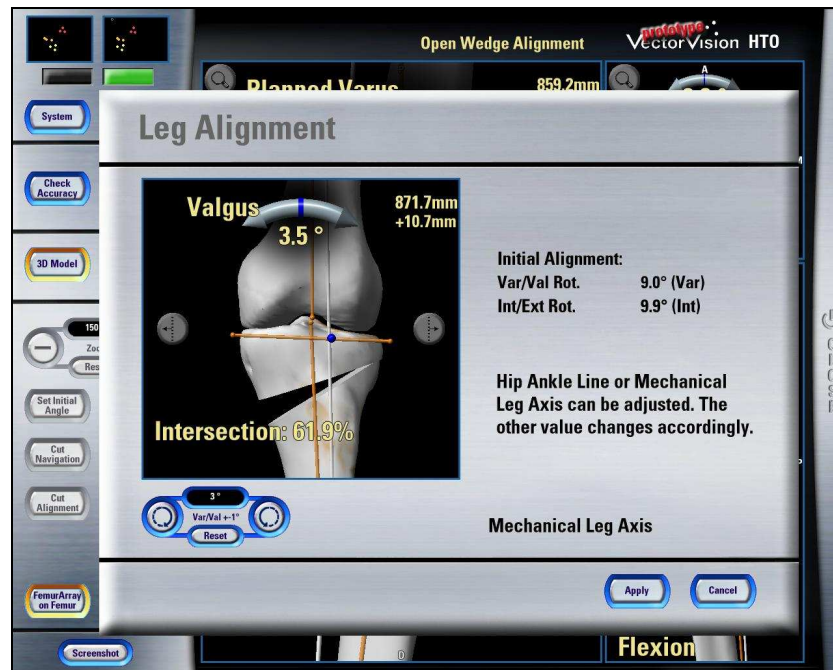 Open Wedge Alignment
prototype
VectorVision HTO
Planned Varus
859.2mm
A
System
Leg Alignment
Check
Accuracy
Valgus
3.5 °
871.7mm
+10.7mm
3D Model
Initial Alignment:
Var/Val Rot. 9.0° (Var)
Int/Ext Rot. 9.9° (Int)
150
Set Initial
Angle
Hip Ankle Line or Mechanical
Leg Axis can be adjusted. The
other value changes accordingly.
Intersection: 61.9%
Cut
Navigation
Cut
Alignment
3°
Var/Val +-1°
Reset
Mechanical Leg Axis
FemurArray
on Femur
Apply
Cancel
Screenshot
D
Flexion